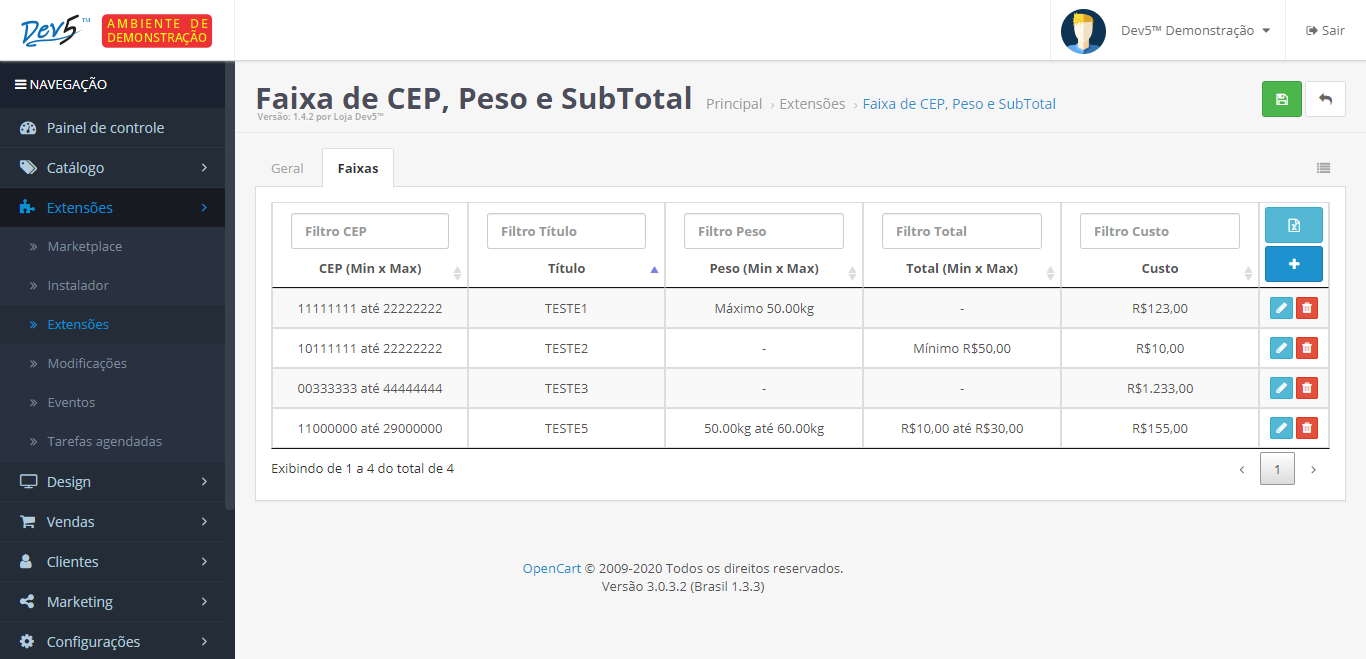 Dev5™ AMBIENTE DE
DEMONSTRAÇÃO
Dev5™ Demonstração
Sair
NAVEGAÇÃO
Painel de controle
Catálogo
Extensões
Marketplace
Instalador
Extensões
Modificações
Eventos
Tarefas agendadas
Design
Vendas
Clientes
Marketing
Configurações
Faixa de CEP, Peso e SubTotal Principal › Extensões › Faixa de CEP, Peso e SubTotal
Versão: 1.4.2 por Loja Dev5™
Geral Faixas
Filtro CEP Filtro Título Filtro Peso Filtro Total Filtro Custo
CEP (Min x Max) Título Peso (Min x Max) Total (Min x Max) Custo
11111111 até 22222222 TESTE1 Máximo 50.00kg - R$123,00
10111111 até 22222222 TESTE2 - Mínimo R$50,00 R$10,00
00333333 até 44444444 TESTE3 - - R$1.233,00
11000000 até 29000000 TESTE5 50.00kg até 60.00kg R$10,00 até R$30,00 R$155,00
Exibindo de 1 a 4 do total de 4 ‹ 1 ›
OpenCart © 2009-2020 Todos os direitos reservados.
Versão 3.0.3.2 (Brasil 1.3.3)